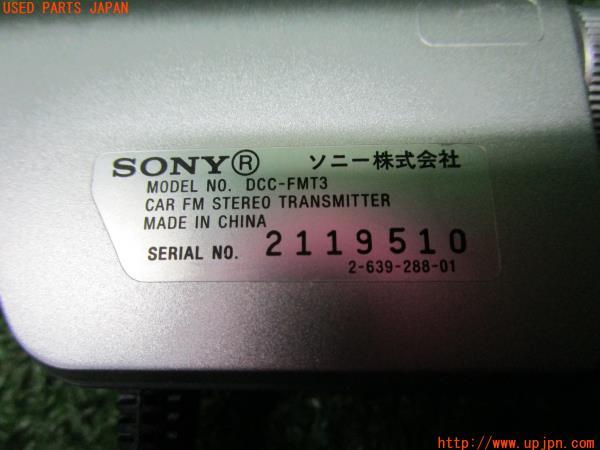 USED PARTS JAPAN
SONY® ソニー株式会社
MODEL NO. DCC-FMT3
CAR FM STEREO TRANSMITTER
MADE IN CHINA
SERIAL NO. 2119510
2-639-288-01
http://www.upjpn.com